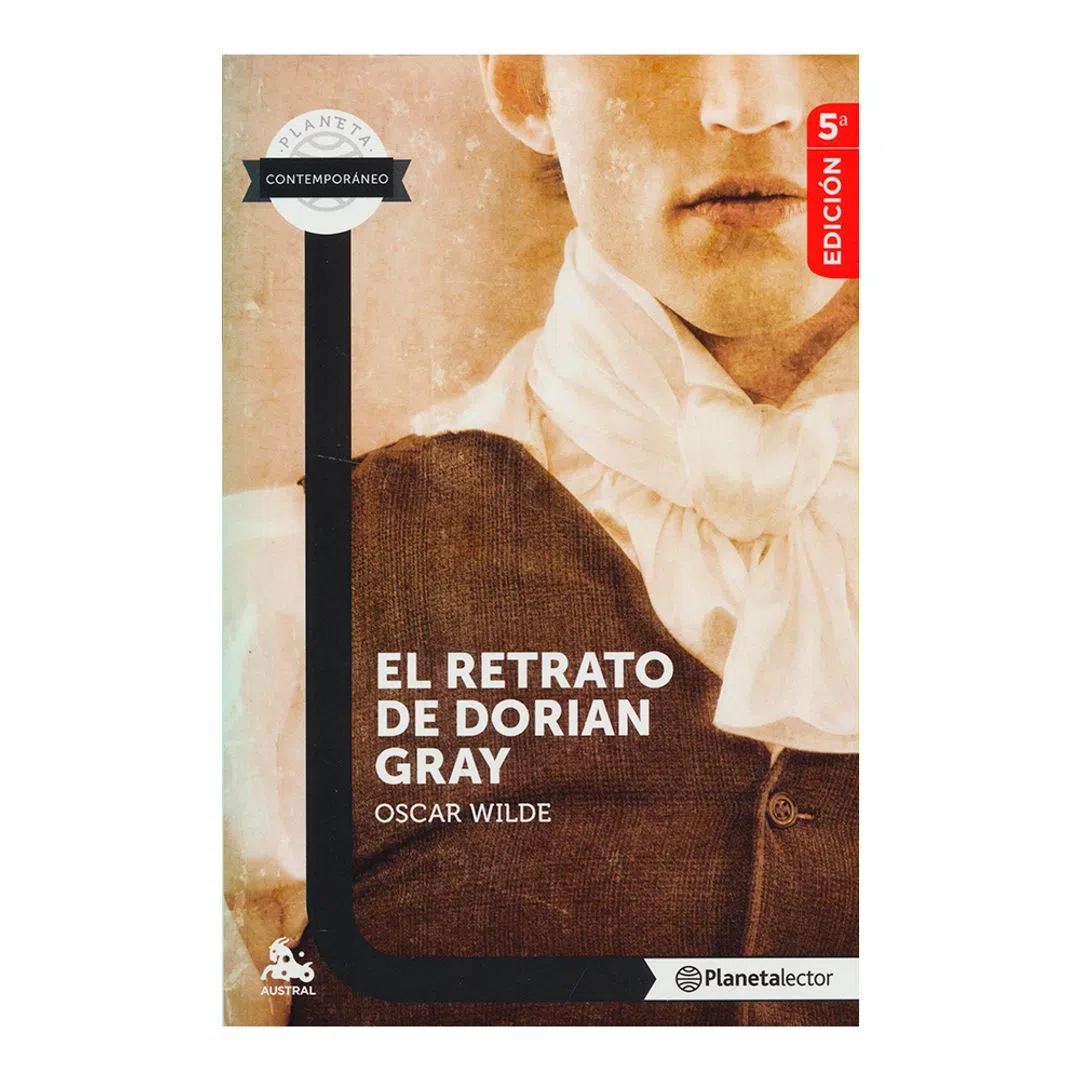 PLANETA
CONTEMPORÁNEO
5ª
EDICIÓN
EL RETRATO
DE DORIAN
GRAY
OSCAR WILDE
AUSTRAL
Planetalector